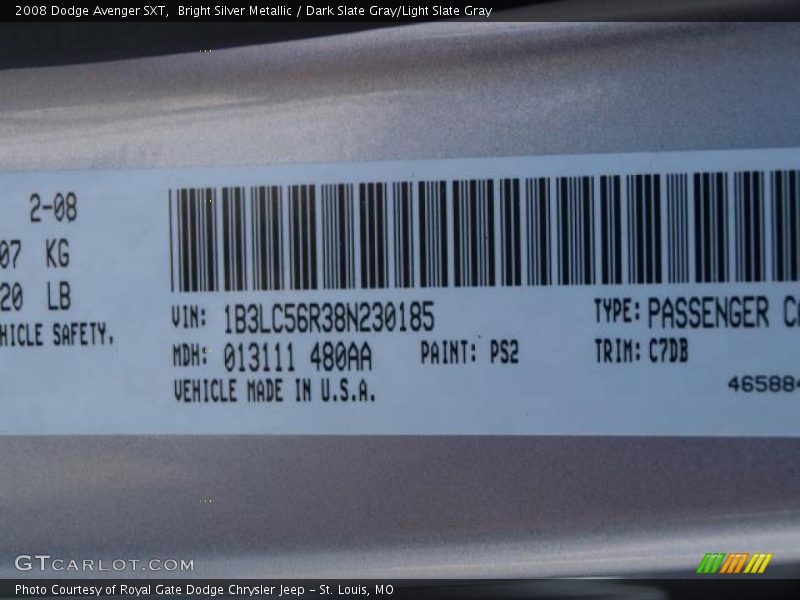 2008 Dodge Avenger SXT,  Bright Silver Metallic / Dark Slate Gray/Light Slate Gray
2-08
07 KG
20 LB
HICLE SAFETY,
VIN: 1B3LC56R38N230185
TYPE: PASSENGER
MDH: 013111 480AA
PAINT: PS2
TRIM: C7DB
VEHICLE MADE IN U.S.A.
46588
GTCARLOT.COM
Photo Courtesy of Royal Gate Dodge Chrysler Jeep - St. Louis, MO